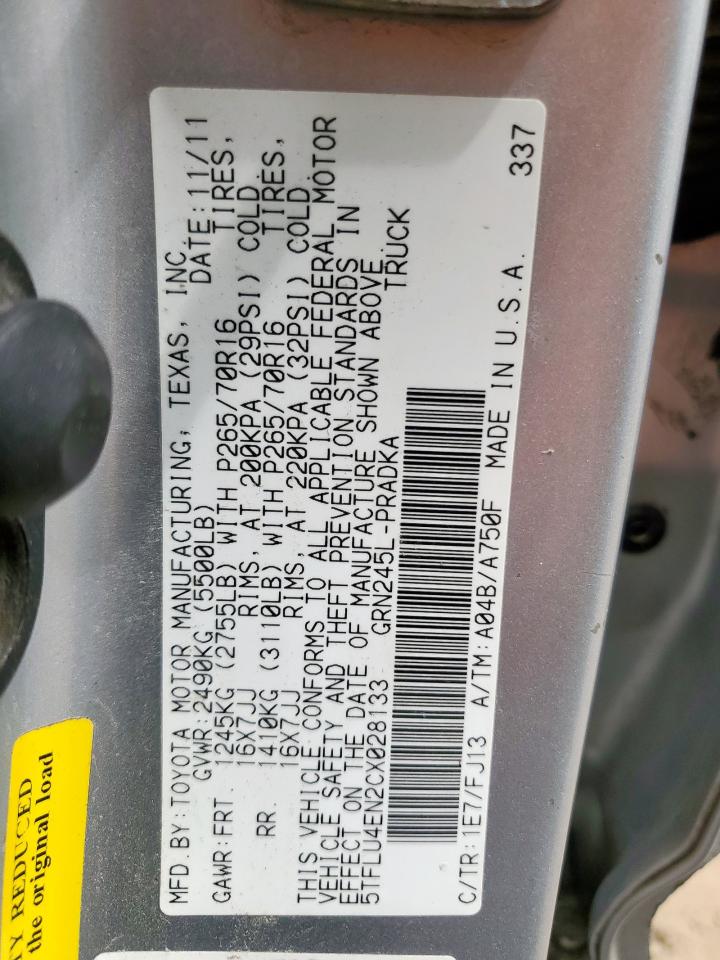 MFD.BY:TOYOTA MOTOR MANUFACTURING, TEXAS, INC.
GVWR:2490KG (5500LB) DATE:11/11
GAWR:FRT. 1245KG (2755LB) WITH P265/70R16 TIRES,
16X7JJ RIMS, AT 200KPA (29PSI) COLD
RR. 1410KG (3110LB) WITH P265/70R16 TIRES,
16X7JJ RIMS, AT 220KPA (32PSI) COLD
THIS VEHICLE CONFORMS TO ALL APPLICABLE FEDERAL MOTOR
VEHICLE SAFETY AND THEFT PREVENTION STANDARDS IN
EFFECT ON THE DATE OF MANUFACTURE SHOWN ABOVE.
5TFLU4EN2CX028133 GRN245L-PRADKA TRUCK
C/TR:1E7/FJ13 A/TM:A04B/A750F MADE IN U.S.A. 337
REDUCED
the original load